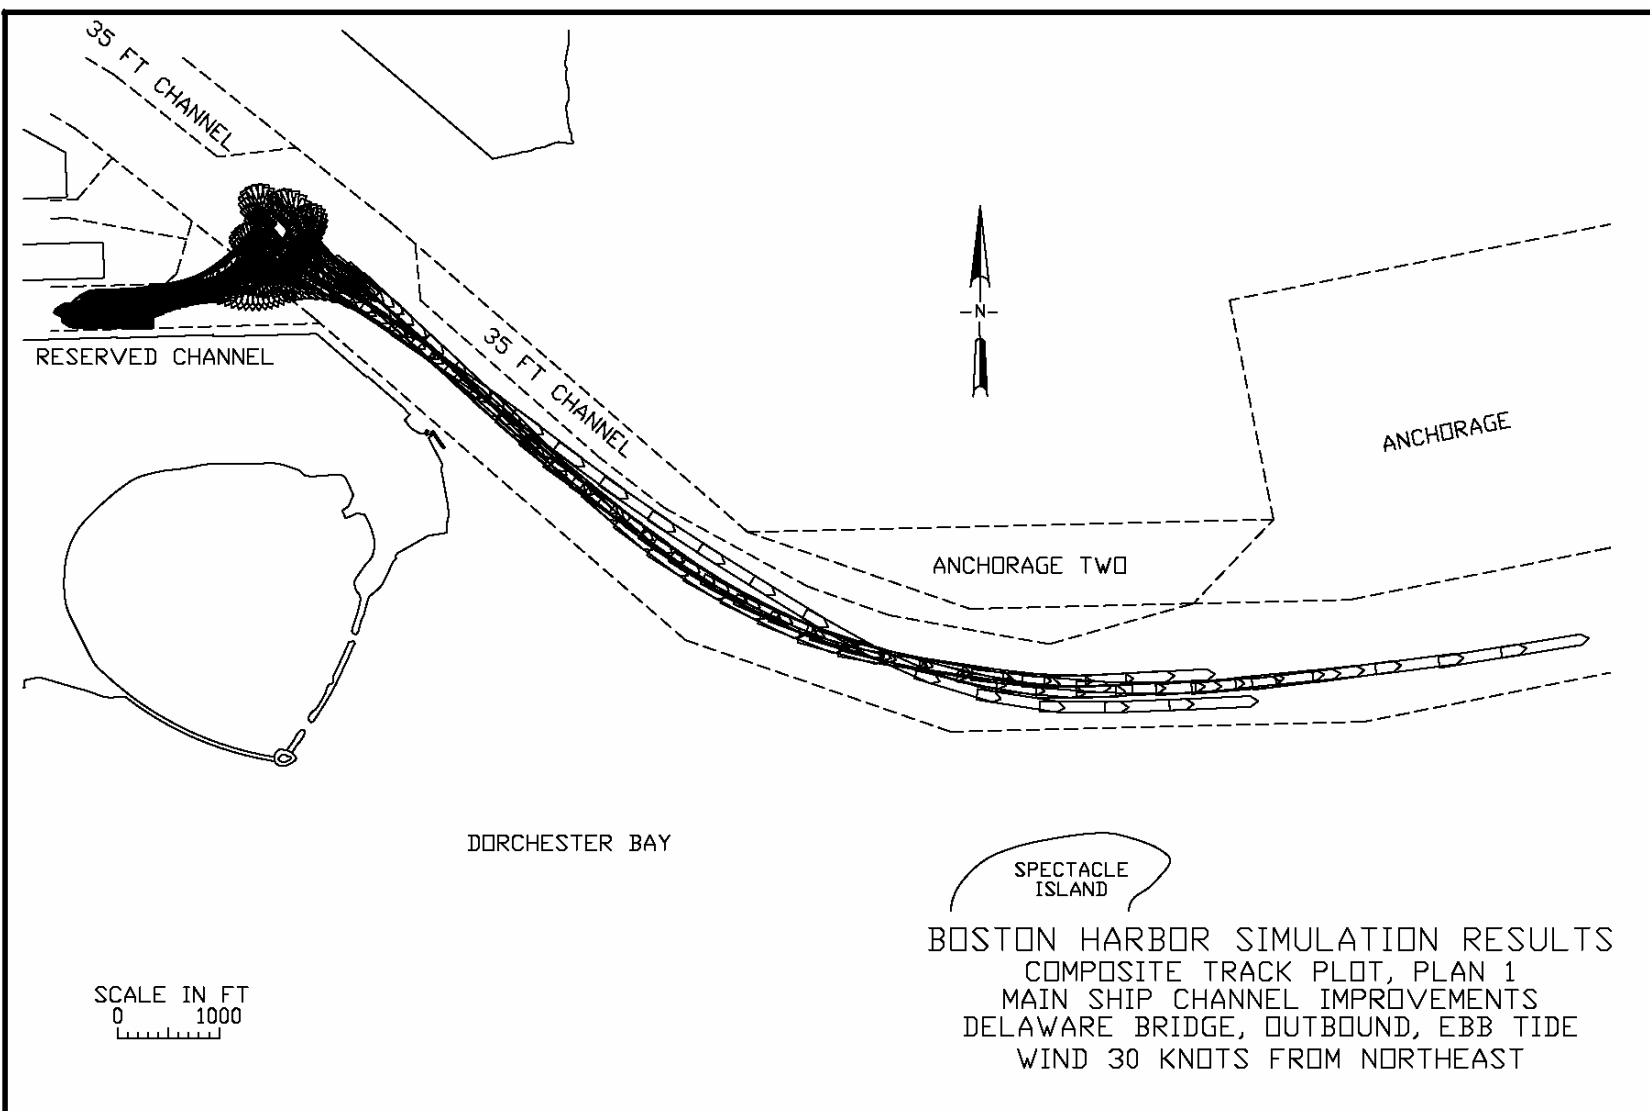 35 FT CHANNEL
RESERVED CHANNEL
35 FT CHANNEL
-N-
ANCHORAGE
ANCHORAGE TWO
DORCHESTER BAY
SPECTACLE
ISLAND
BOSTON HARBOR SIMULATION RESULTS
COMPOSITE TRACK PLOT, PLAN 1
MAIN SHIP CHANNEL IMPROVEMENTS
DELAWARE BRIDGE, OUTBOUND, EBB TIDE
WIND 30 KNOTS FROM NORTHEAST
SCALE IN FT
0 1000